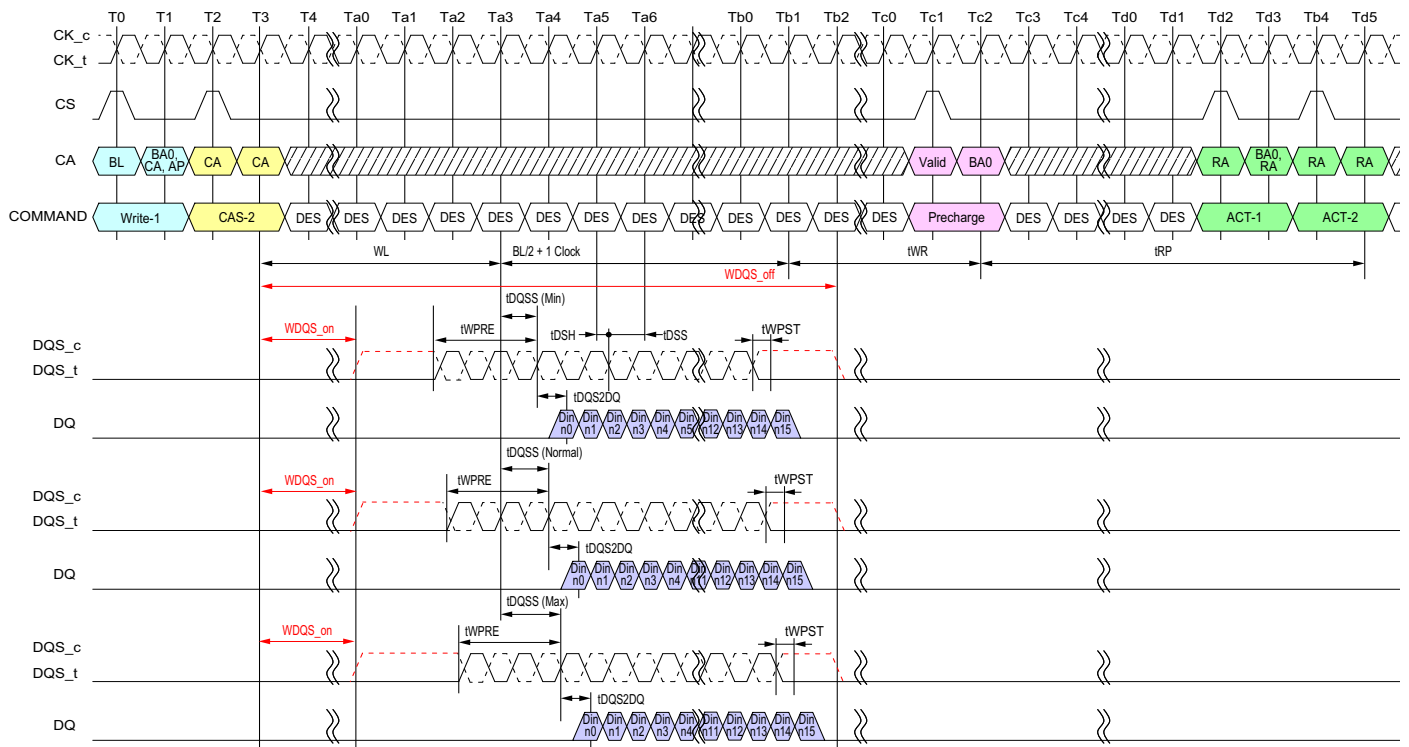 T0 T1 T2 T3 T4 Ta0 Ta1 Ta2 Ta3 Ta4 Ta5 Ta6 Tb0 Tb1 Tb2 Tc0 Tc1 Tc2 Tc3 Tc4 Td0 Td1 Td2 Td3 Tb4 Td5
CK_c
CK_t
CS
CA BL BA0, CA, AP CA CA Valid BA0 RA BA0, RA RA RA
COMMAND Write-1 CAS-2 DES DES DES DES DES DES DES DES DES DES DES DES DES Precharge DES DES DES DES ACT-1 ACT-2
WL BL/2 + 1 Clock tWR tRP
WDQS_off
tDQSS (Min)
WDQS_on tWPRE tDSH tDSS tWPST
DQS_c
DQS_t
tDQS2DQ
DQ Din n0 Din n1 Din n2 Din n3 Din n4 Din n5 Din n12 Din n13 Din n14 Din n15
tDQSS (Normal)
WDQS_on tWPRE tWPST
DQS_c
DQS_t
tDQS2DQ
DQ Din n0 Din n1 Din n2 Din n3 Din n4 Din n11 Din n12 Din n13 Din n14 Din n15
tDQSS (Max)
WDQS_on tWPRE tWPST
DQS_c
DQS_t
tDQS2DQ
DQ Din n0 Din n1 Din n2 Din n3 Din n4 Din n11 Din n12 Din n13 Din n14 Din n15